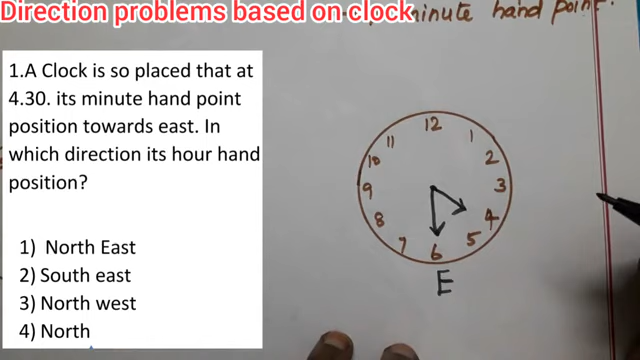 Direction problems based on clock
minute hand point.
1.A Clock is so placed that at
4.30. its minute hand point
position towards east. In
which direction its hour hand
position?
1) North East
2) South east
3) North west
4) North
12
11
1
10
2
9
3
8
4
7
5
6
E